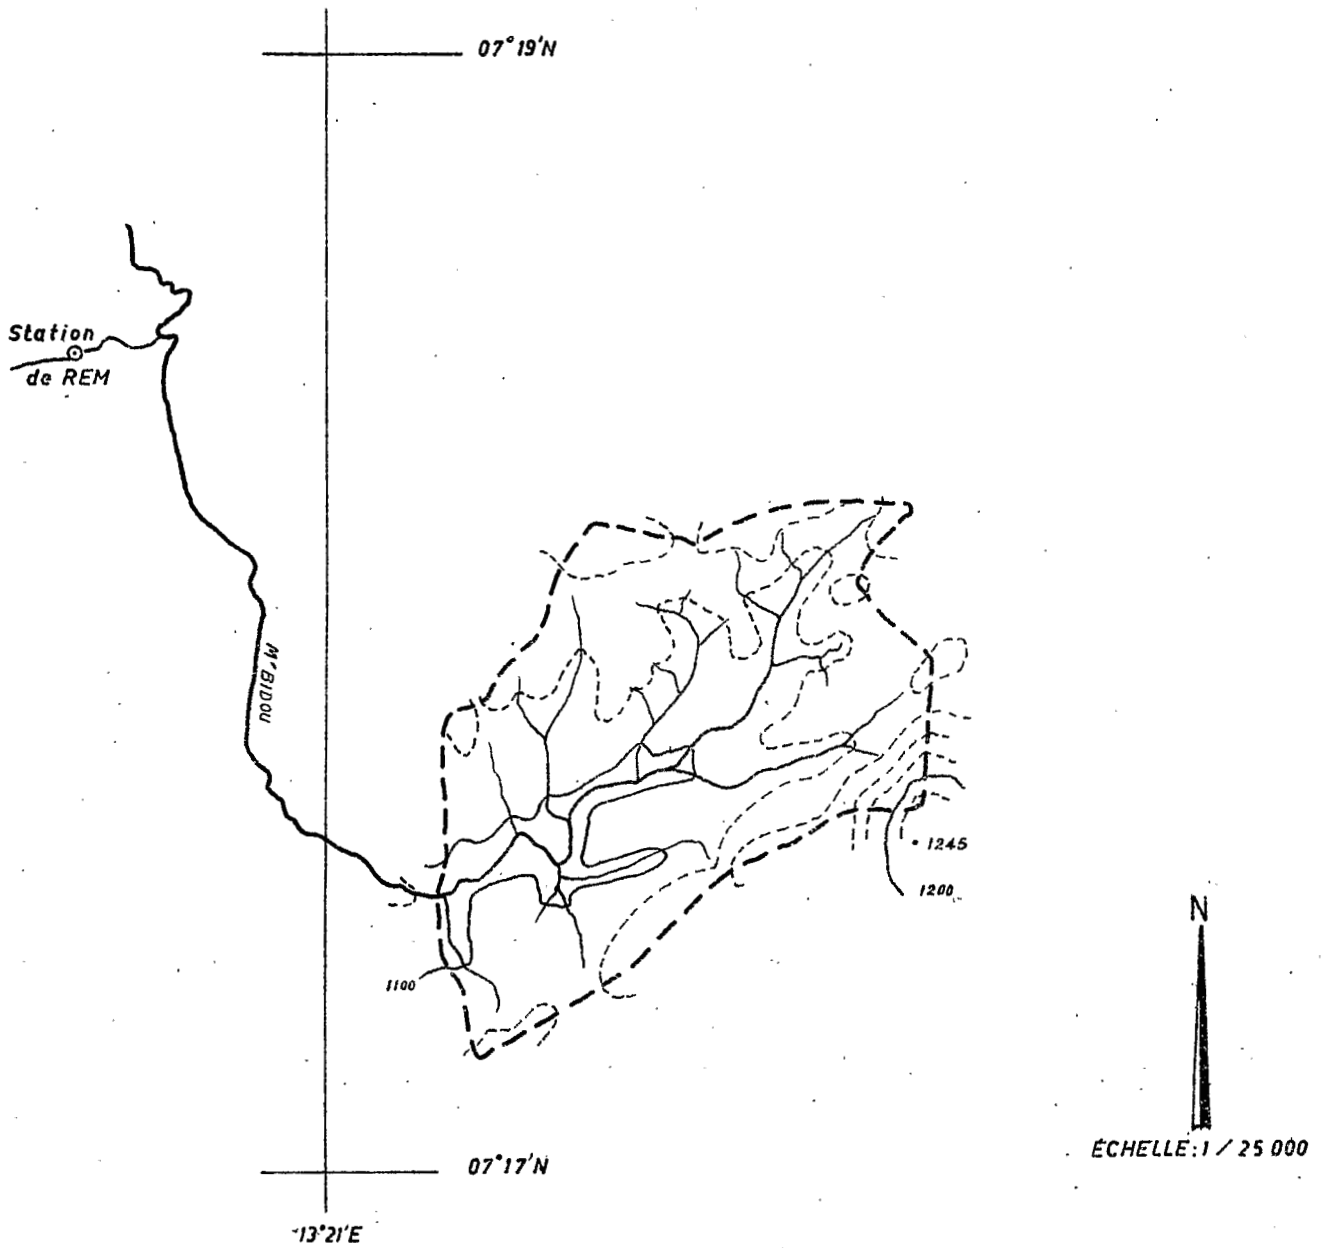 07°19'N
Station
de REM
M'BIDOU
1245
1200
N
1100
ECHELLE:1/25 000
07°17'N
13°21'E